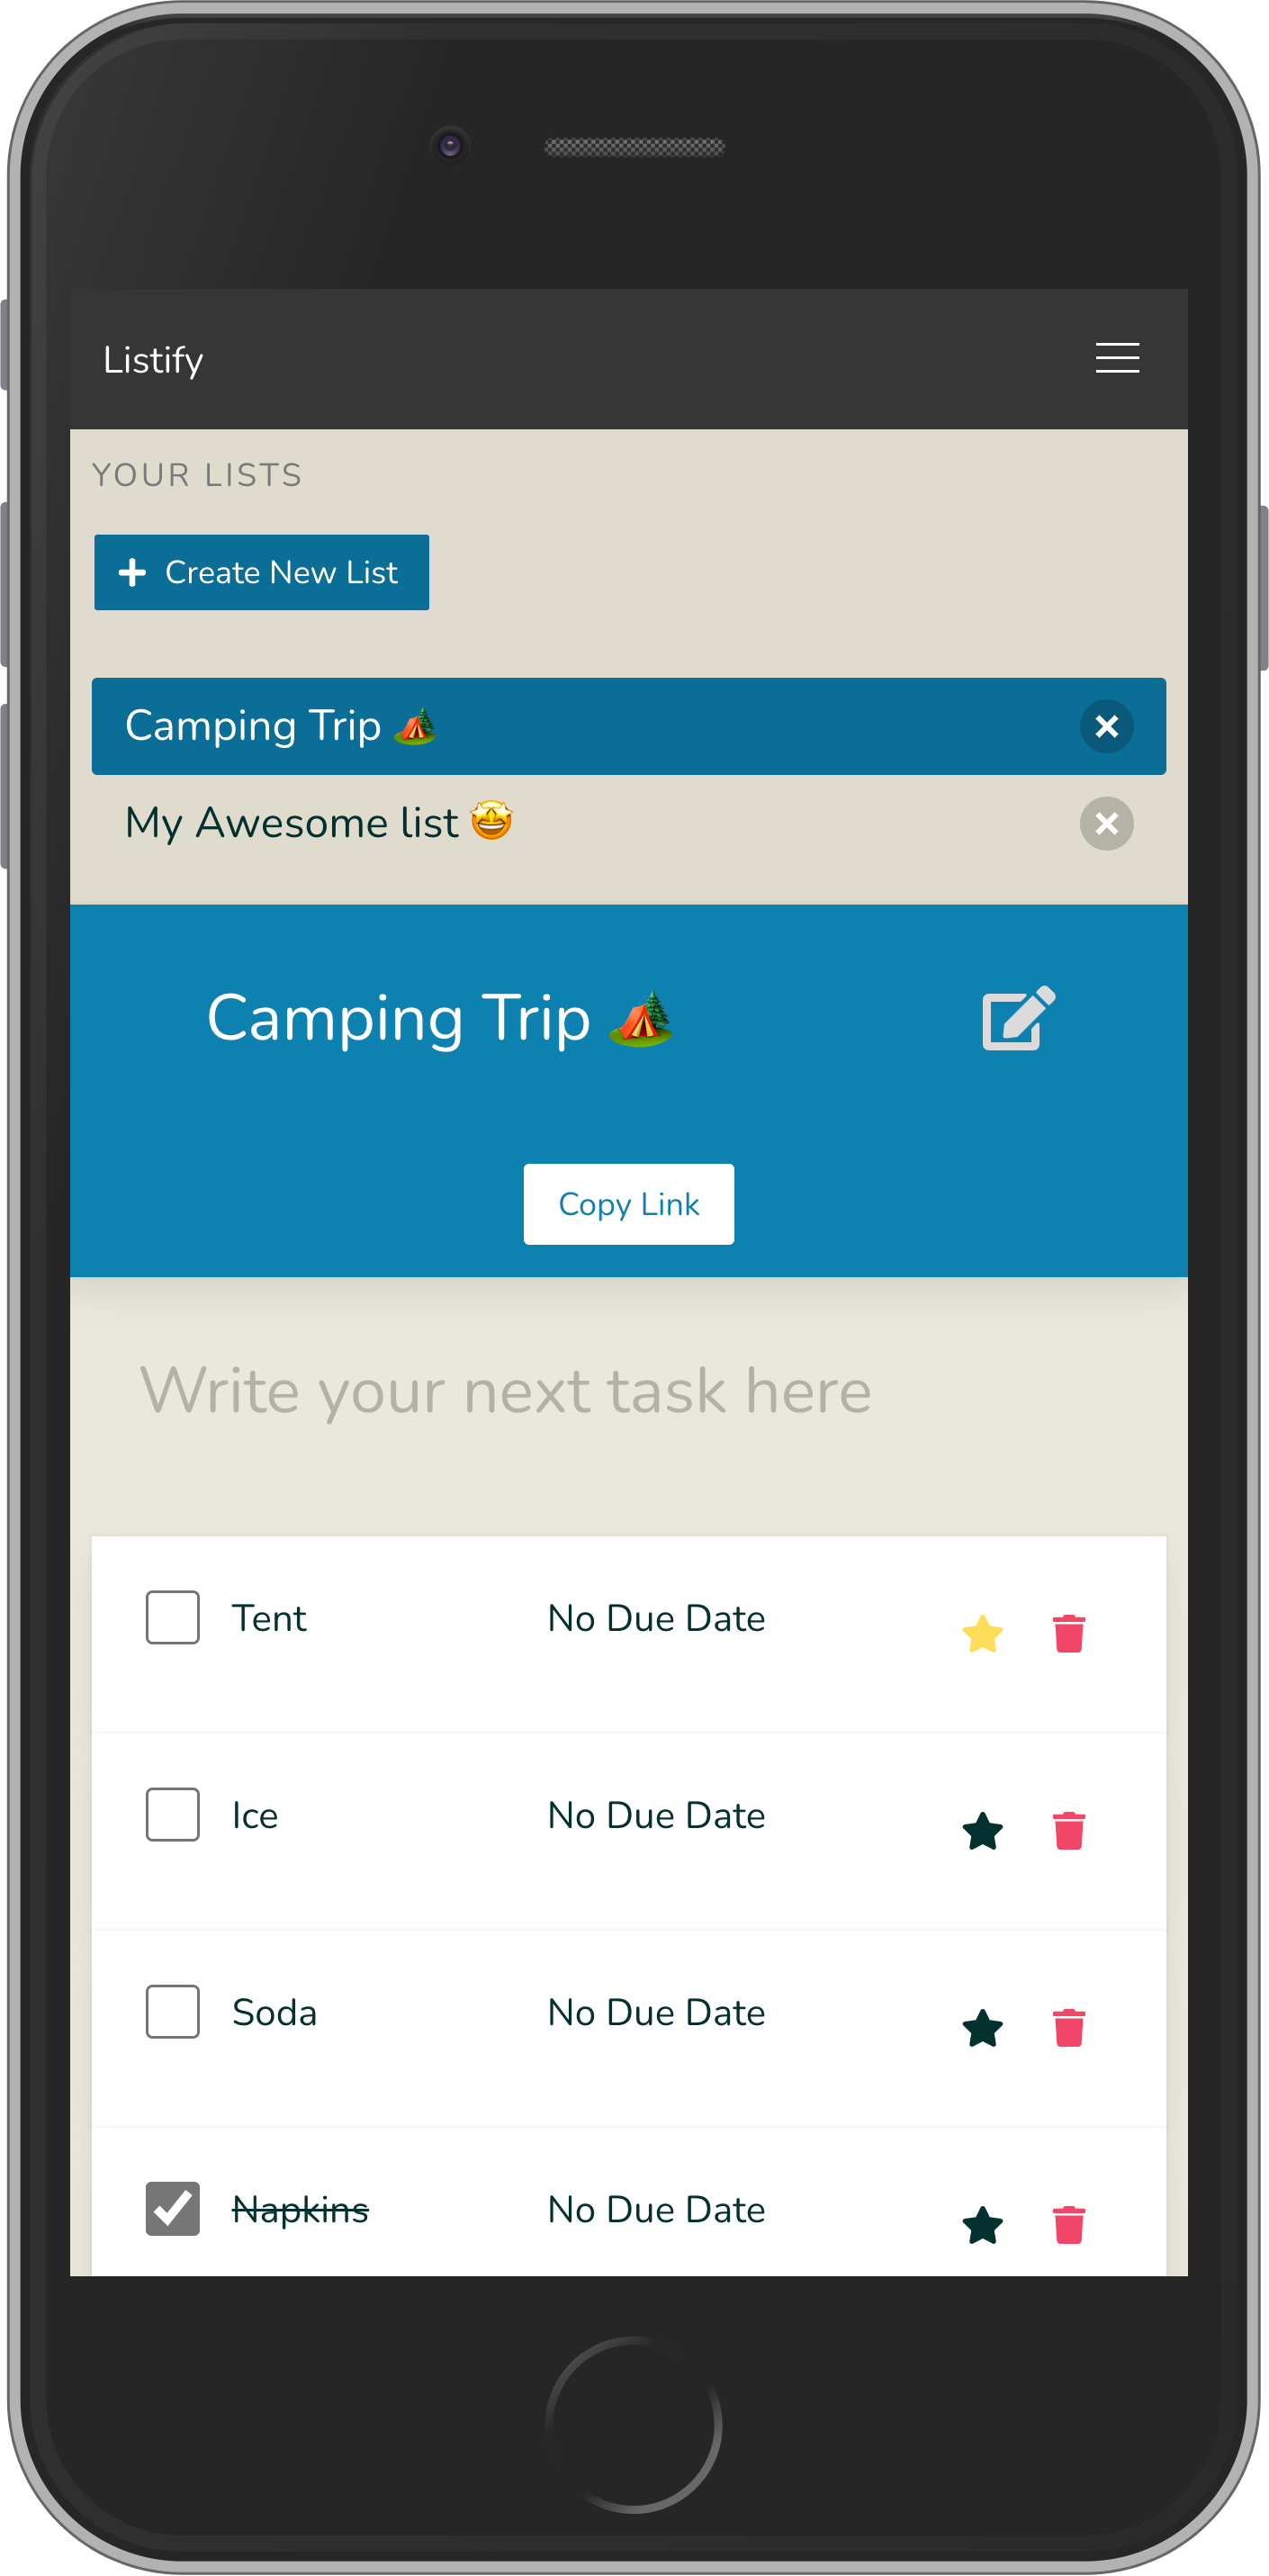 Listify
YOUR LISTS
Create New List
Camping Trip 🏕️
My Awesome list 🤩
Camping Trip 🏕️
Copy Link
Write your next task here
Tent No Due Date
Ice No Due Date
Soda No Due Date
Napkins No Due Date